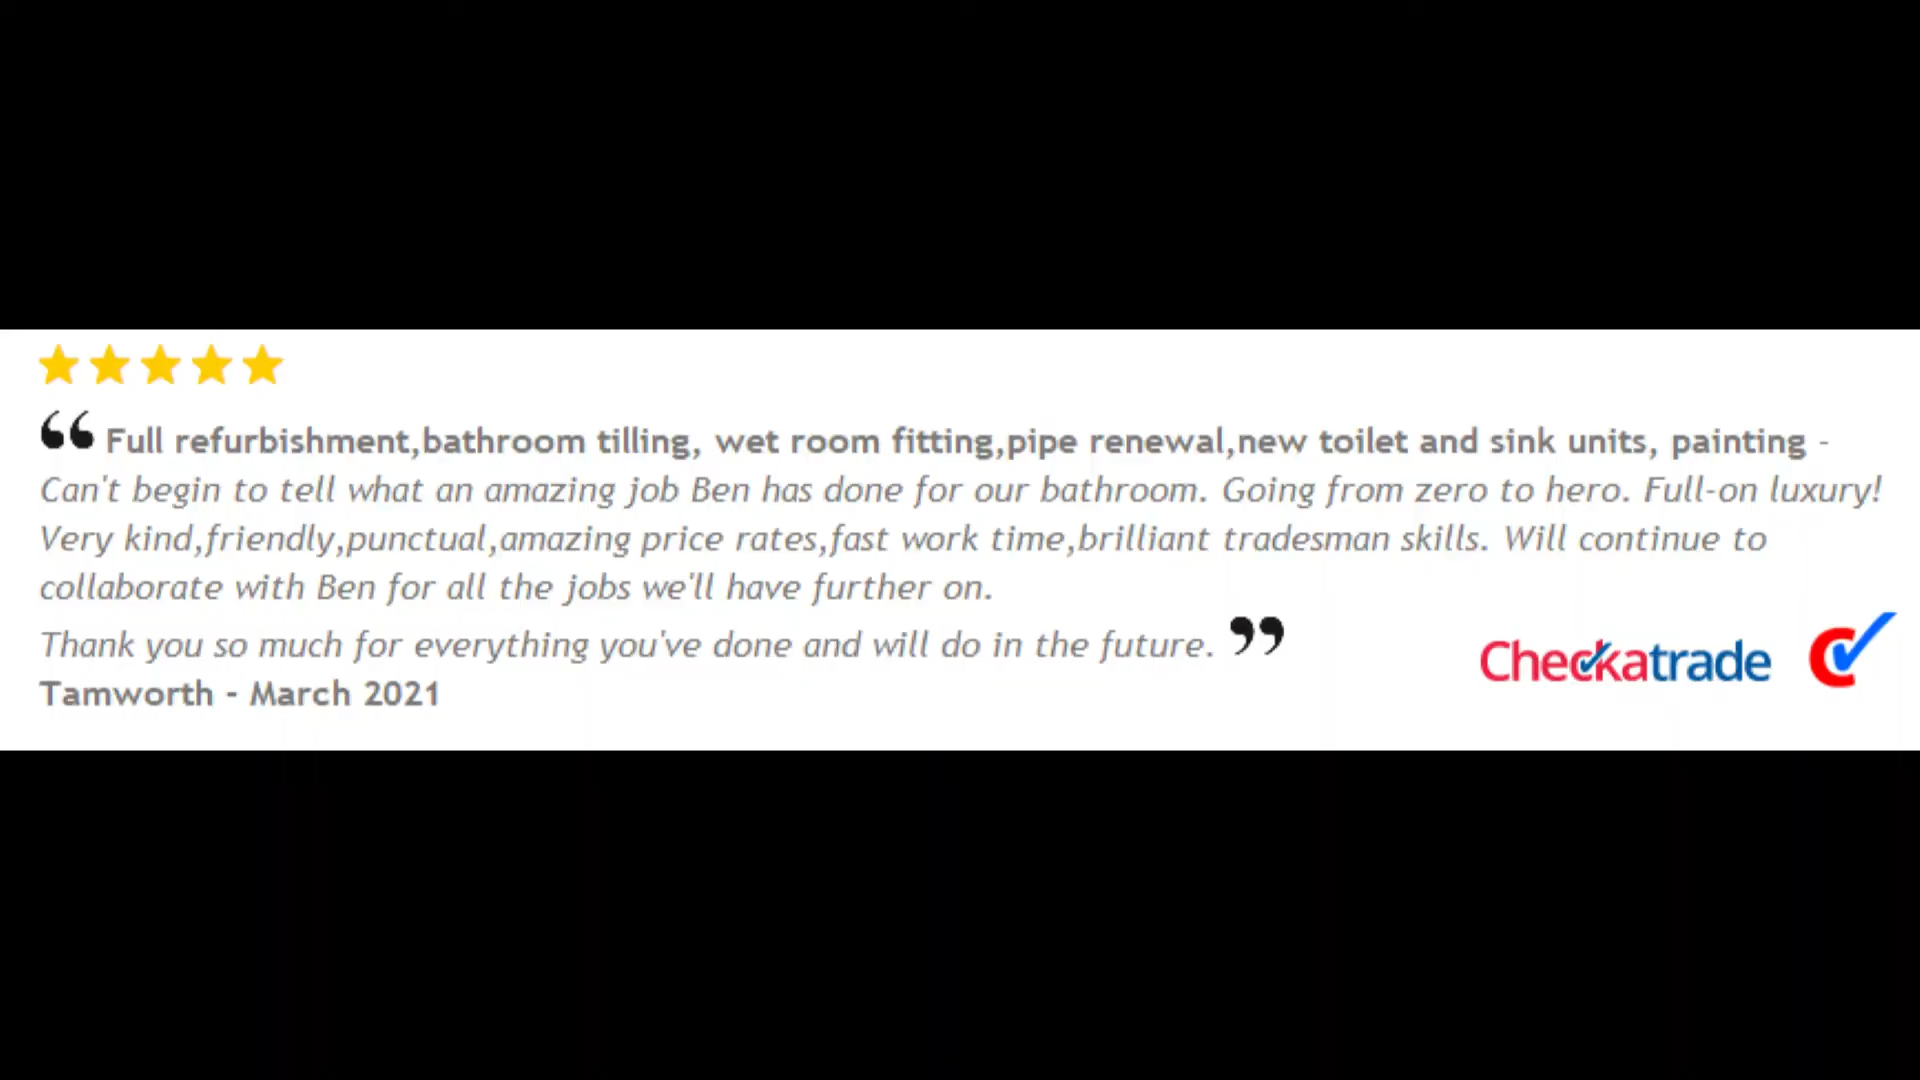 “ Full refurbishment,bathroom tilling, wet room fitting,pipe renewal,new toilet and sink units, painting -
Can't begin to tell what an amazing job Ben has done for our bathroom. Going from zero to hero. Full-on luxury!
Very kind,friendly,punctual,amazing price rates,fast work time,brilliant tradesman skills. Will continue to
collaborate with Ben for all the jobs we'll have further on.
Thank you so much for everything you've done and will do in the future. ”
Checkatrade
Tamworth - March 2021